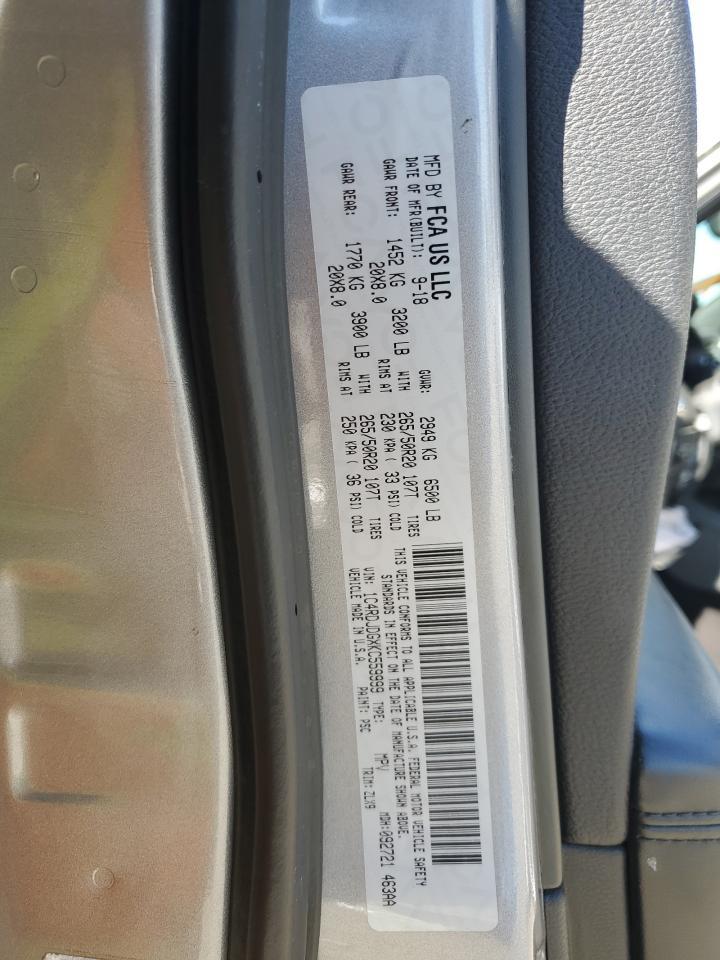 MFD BY FCA US LLC
DATE OF MFR(BUILT): 9-18 GVWR: 2949 KG 6500 LB
GAWR FRONT: 1452 KG 3200 LB WITH 265/50R20 107T TIRES
20X8.0 RIMS AT 230 KPA ( 33 PSI) COLD
GAWR REAR: 1770 KG 3900 LB WITH 265/50R20 107T TIRES
20X8.0 RIMS AT 250 KPA ( 36 PSI) COLD
THIS VEHICLE CONFORMS TO ALL APPLICABLE U.S.A. FEDERAL MOTOR VEHICLE SAFETY
STANDARDS IN EFFECT ON THE DATE OF MANUFACTURE SHOWN ABOVE.
VIN: 1C4RDJDGXKC559999 TYPE: MPV MDH:092721 463AA
VEHICLE MADE IN U.S.A. PAINT: PSC TRIM: ZLX9